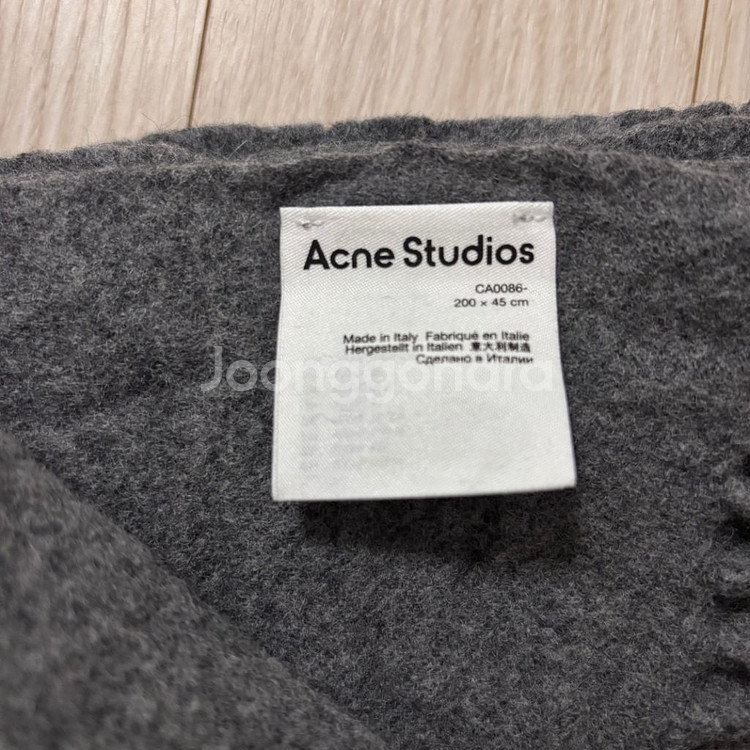 Acne Studios
CA0086-
200 × 45 cm
Made in Italy Fabriqué en Italie
Hergestellt in Italien 意大利制造
Сделано в Италии
Joonggonara